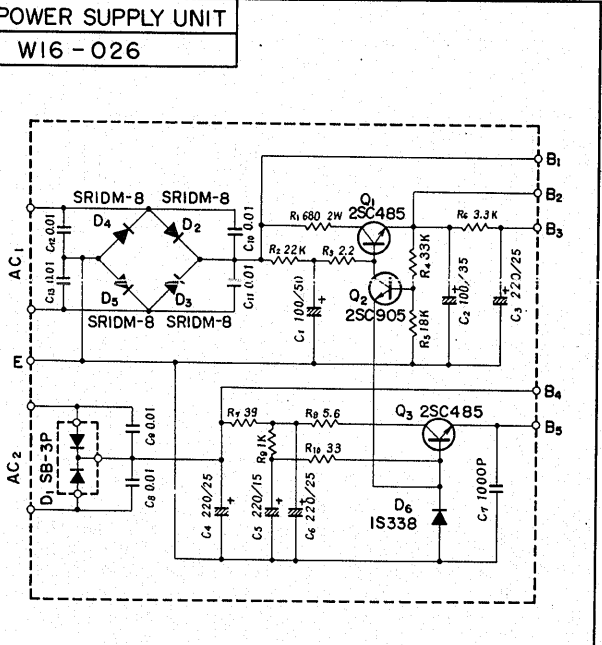 POWER SUPPLY UNIT
W16-026
B1
SRIDM-8 SRIDM-8
Q1
2SC485
B2
R1 680 2W
R6 3.3K
B3
C12 0.01
D4
D2
C10 0.01
R2 22K
R3 2.2
R4 33K
AC1
C13 0.01
D5
D3
C11 0.01
Q2
2SC905
C1 100/50
+
R5 18K
C2 100/35
+
C3 220/25
+
SRIDM-8 SRIDM-8
E
B4
Q3 2SC485
R7 39
R8 5.6
B5
C9 0.01
R9 1K
R10 33
AC2
D1 SB-3P
C8 0.01
C4 220/25
+
C5 220/15
+
C6 220/25
+
D6
1S338
C7 1000P